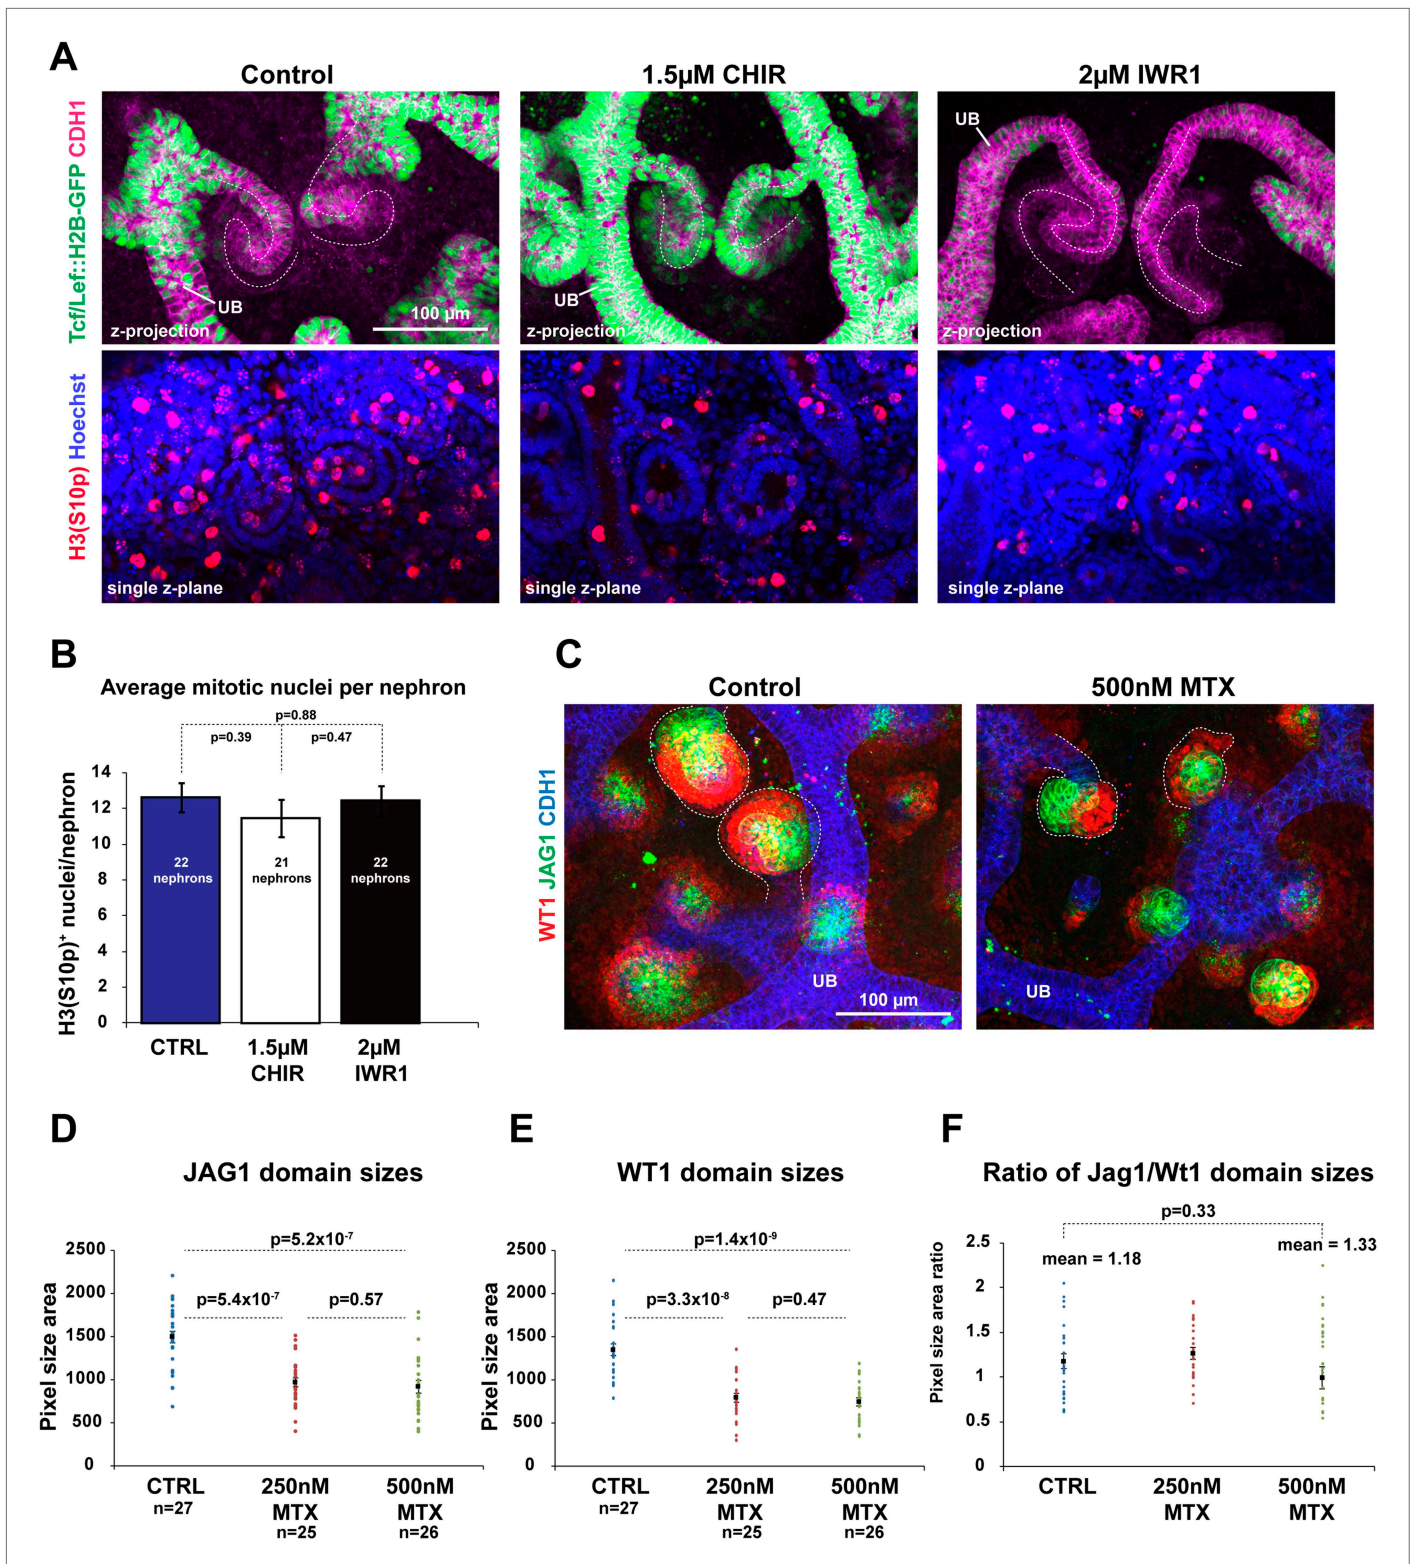 A
Control
1.5µM CHIR
2µM IWR1
Tcf/Lef::H2B-GFP CDH1
UB
100 µm
z-projection
UB
z-projection
UB
z-projection
H3(S10p) Hoechst
single z-plane
single z-plane
single z-plane
B
Average mitotic nuclei per nephron
p=0.88
p=0.39
p=0.47
H3(S10p)⁺ nuclei/nephron
14
12
10
8
6
4
2
0
22 nephrons
21 nephrons
22 nephrons
CTRL
1.5µM CHIR
2µM IWR1
C
Control
500nM MTX
WT1 JAG1 CDH1
UB
100 µm
UB
D
JAG1 domain sizes
p=5.2x10⁻⁷
p=5.4x10⁻⁷
p=0.57
Pixel size area
2500
2000
1500
1000
500
0
CTRL
n=27
250nM
MTX
n=25
500nM
MTX
n=26
E
WT1 domain sizes
p=1.4x10⁻⁹
p=3.3x10⁻⁸
p=0.47
Pixel size area
2500
2000
1500
1000
500
0
CTRL
n=27
250nM
MTX
n=25
500nM
MTX
n=26
F
Ratio of Jag1/Wt1 domain sizes
p=0.33
mean = 1.18
mean = 1.33
Pixel size area ratio
2.5
2
1.5
1
0.5
0
CTRL
250nM
MTX
500nM
MTX